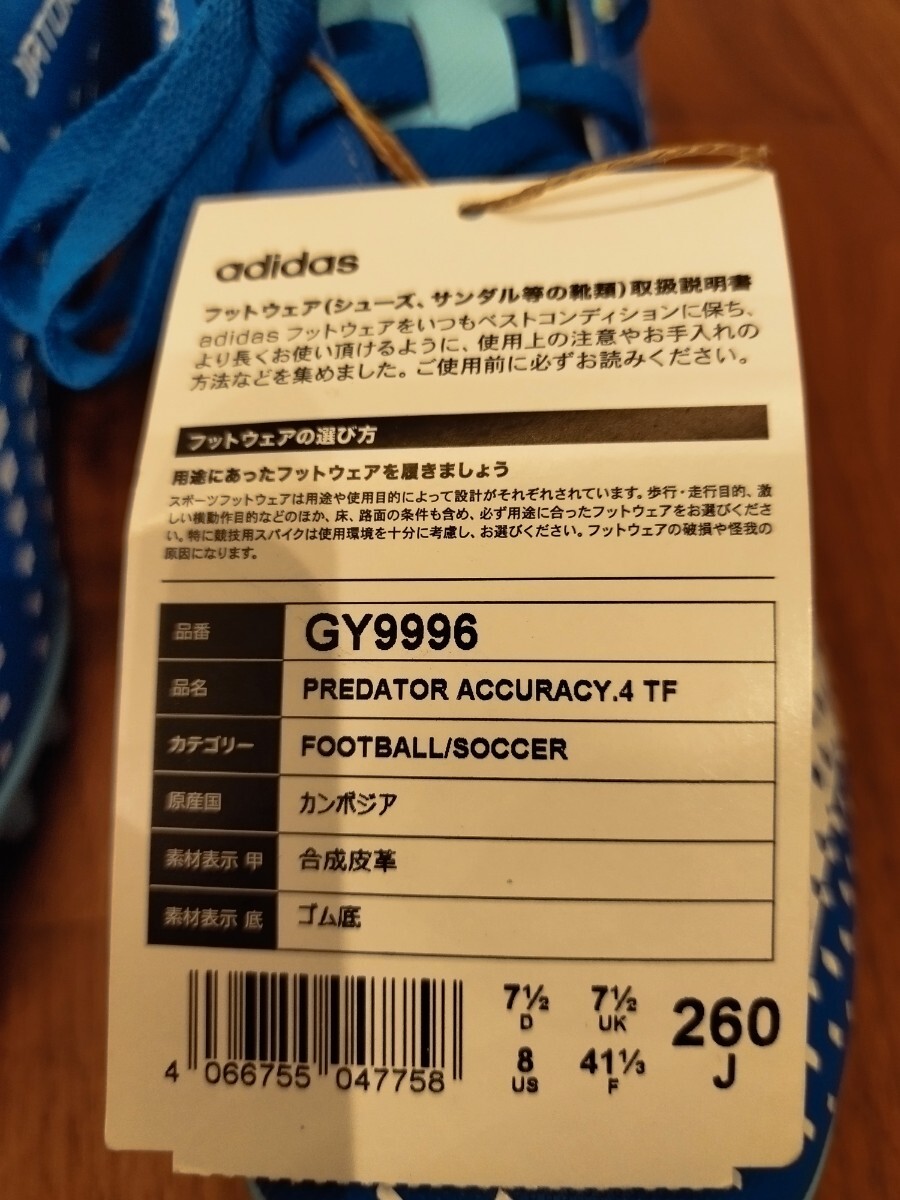 adidas
フットウェア(シューズ、サンダル等の靴類)取扱説明書
adidas フットウェアをいつもベストコンディションに保ち、
より長くお使い頂けるように、使用上の注意やお手入れの
方法などを集めました。ご使用前に必ずお読みください。
フットウェアの選び方
用途にあったフットウェアを履きましょう
スポーツフットウェアは用途や使用目的によって設計がそれぞれされています。歩行・走行目的、激
しい横動作目的などのほか、床、路面の条件も含め、必ず用途に合ったフットウェアをお選びくださ
い。特に競技用スパイクは使用環境を十分に考慮し、お選びください。フットウェアの破損や怪我の
原因になります。
品番 GY9996
品名 PREDATOR ACCURACY.4 TF
カテゴリー FOOTBALL/SOCCER
原産国 カンボジア
素材表示 甲 合成皮革
素材表示 底 ゴム底
4 066755 047758
7½ 7½ 260
D UK J
8 41⅓
US F